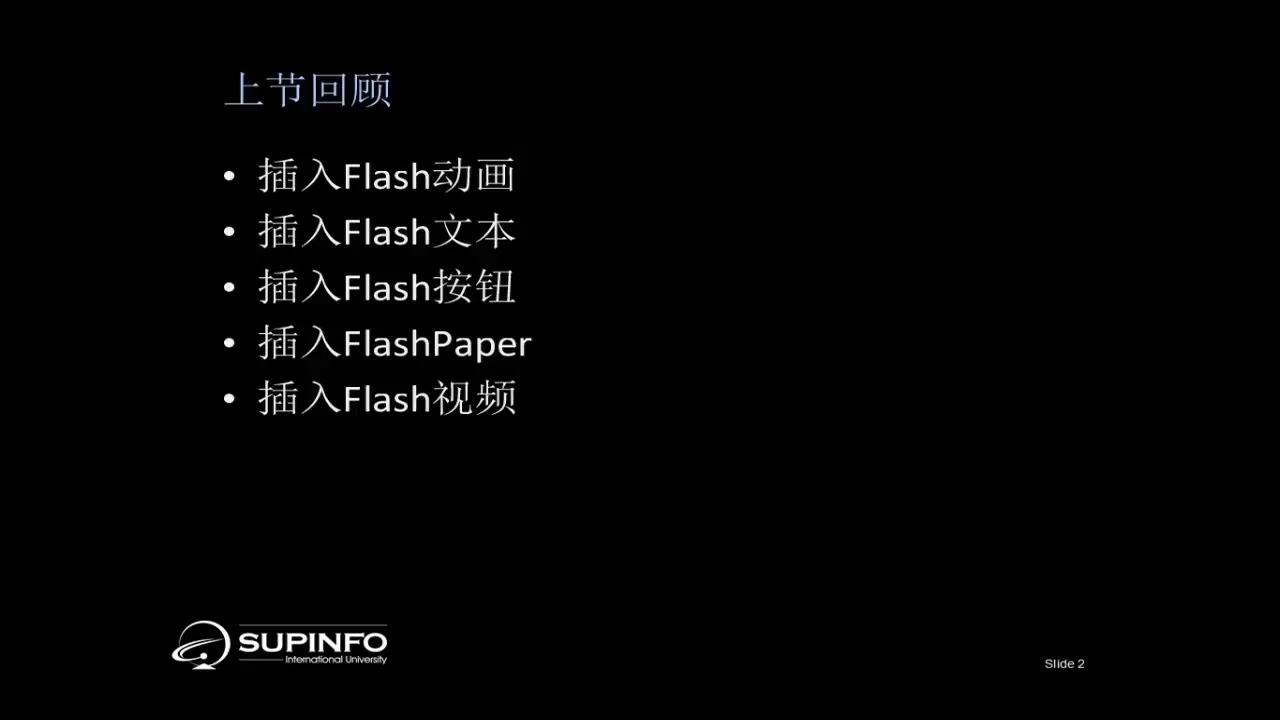 上节回顾
• 插入Flash动画
• 插入Flash文本
• 插入Flash按钮
• 插入FlashPaper
• 插入Flash视频
SUPINFO
International University
Slide 2